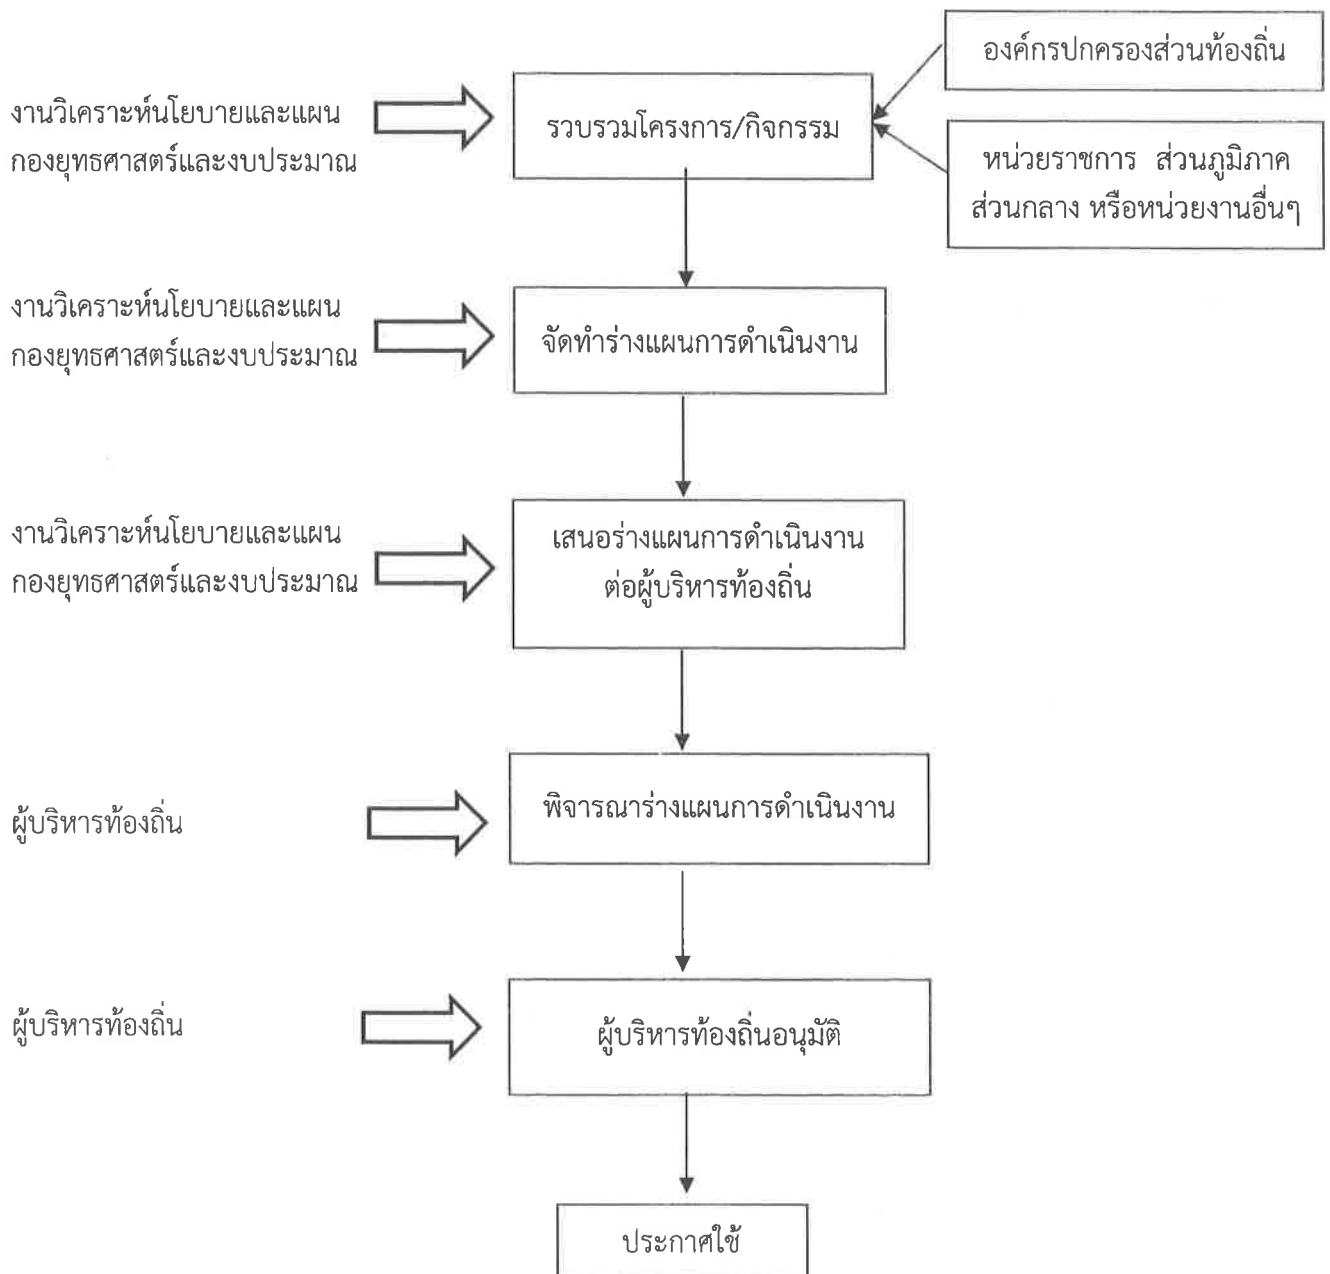 องค์กรปกครองส่วนท้องถิ่น
งานวิเคราะห์นโยบายและแผน
กองยุทธศาสตร์และงบประมาณ
รวบรวมโครงการ/กิจกรรม
หน่วยราชการ ส่วนภูมิภาค
ส่วนกลาง หรือหน่วยงานอื่นๆ
งานวิเคราะห์นโยบายและแผน
กองยุทธศาสตร์และงบประมาณ
จัดทำร่างแผนการดำเนินงาน
งานวิเคราะห์นโยบายและแผน
กองยุทธศาสตร์และงบประมาณ
เสนอร่างแผนการดำเนินงาน
ต่อผู้บริหารท้องถิ่น
ผู้บริหารท้องถิ่น
พิจารณาร่างแผนการดำเนินงาน
ผู้บริหารท้องถิ่น
ผู้บริหารท้องถิ่นอนุมัติ
ประกาศใช้